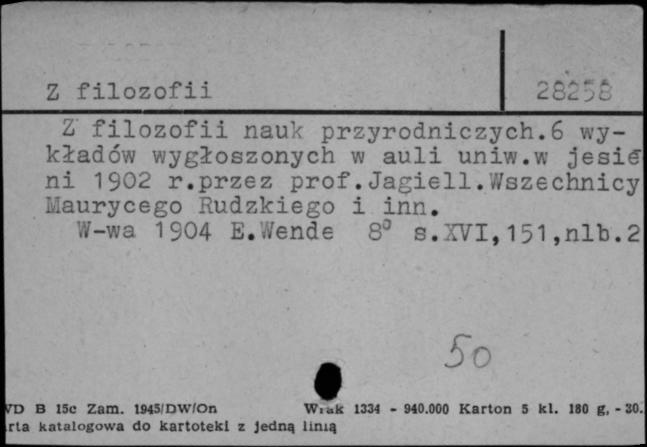 Z filozofii 28258
Z filozofii nauk przyrodniczych.6 wy-
kładów wygłoszonych w auli uniw.w jesie
ni 1902 r.przez prof.Jagiell.Wszechnicy
Maurycego Rudzkiego i inn.
W-wa 1904 E.Wende 8° s.XVI,151,nlb.2
50
VD B 15c Zam. 1945/DW/On Wrak 1334 - 940.000 Karton 5 kl. 180 g, - 30.
rta katalogowa do kartoteki z jedną linią